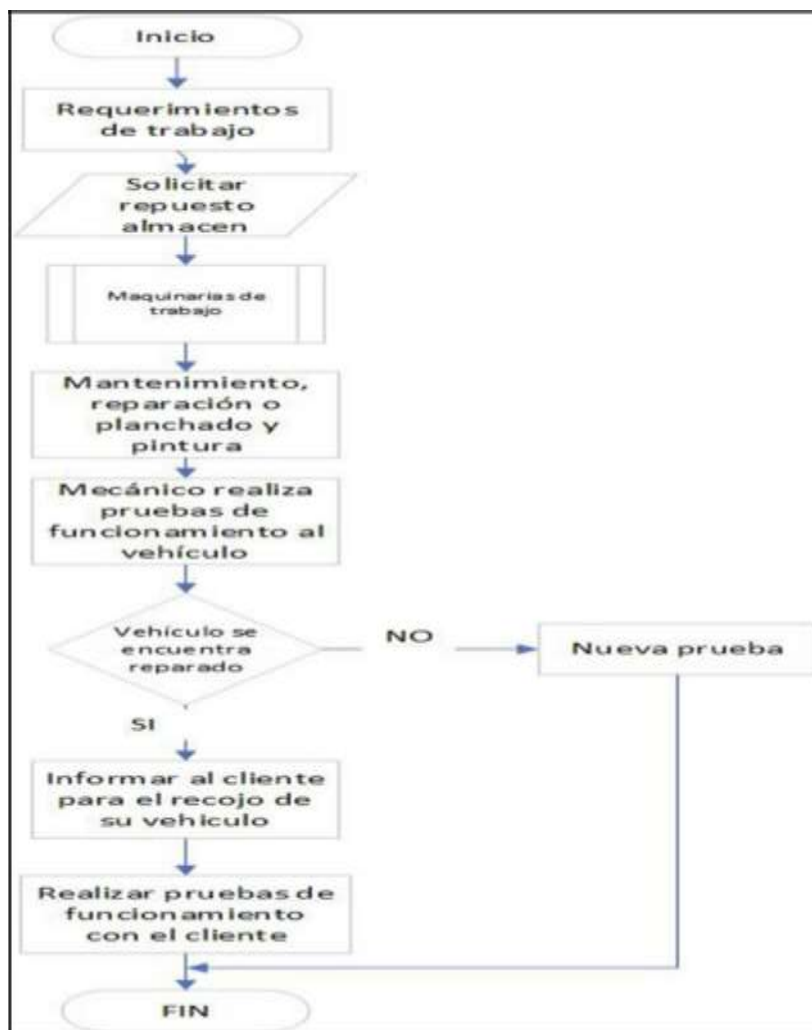 Inicio
Requerimientos
de trabajo
Solicitar
repuesto
almacen
Maquinarias de
trabajo
Mantenimiento,
reparación o
planchado y
pintura
Mecánico realiza
pruebas de
funcionamiento al
vehículo
Vehículo se
encuentra
reparado
NO
Nueva prueba
SI
Informar al cliente
para el recojo de
su vehiculo
Realizar pruebas de
funcionamiento
con el cliente
FIN